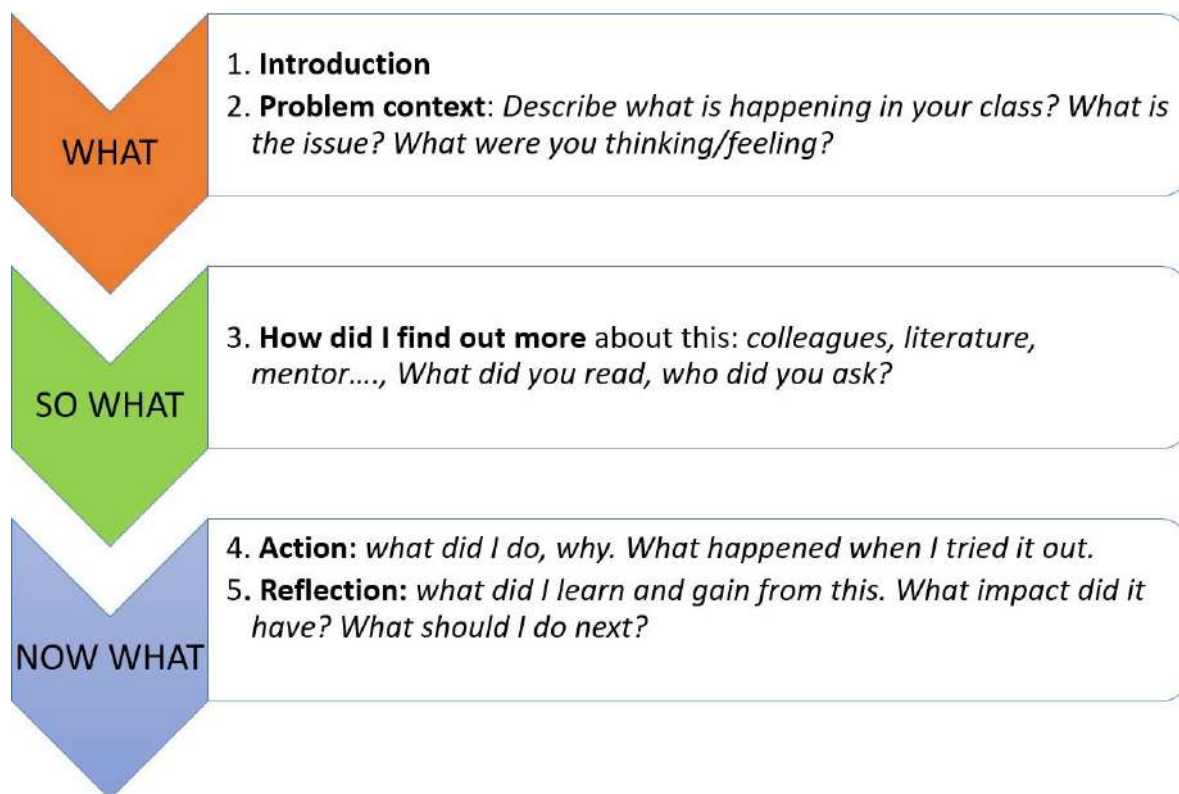 WHAT
1. Introduction
2. Problem context: Describe what is happening in your class? What is
the issue? What were you thinking/feeling?
SO WHAT
3. How did I find out more about this: colleagues, literature,
mentor...., What did you read, who did you ask?
NOW WHAT
4. Action: what did I do, why. What happened when I tried it out.
5. Reflection: what did I learn and gain from this. What impact did it
have? What should I do next?